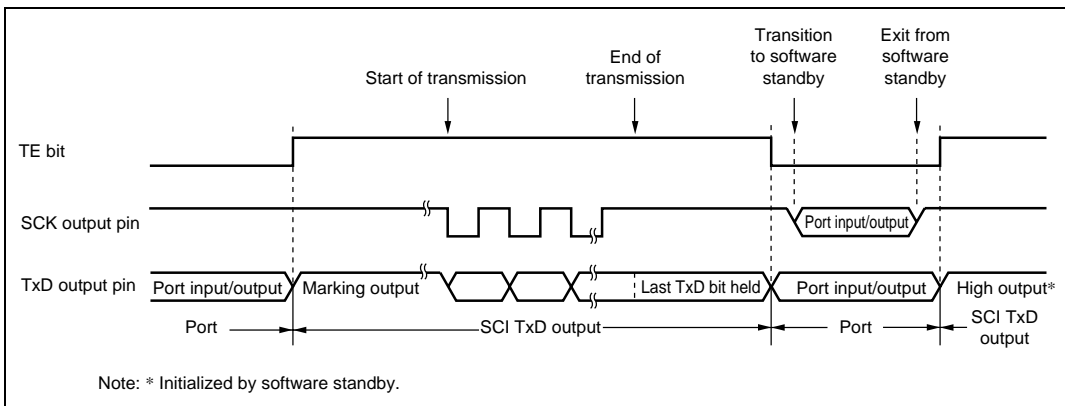 Start of transmission
End of
transmission
Transition
to software
standby
Exit from
software
standby
TE bit
SCK output pin
Port input/output
TxD output pin
Port input/output
Marking output
Last TxD bit held
Port input/output
High output*
Port
SCI TxD output
Port
SCI TxD
output
Note: * Initialized by software standby.